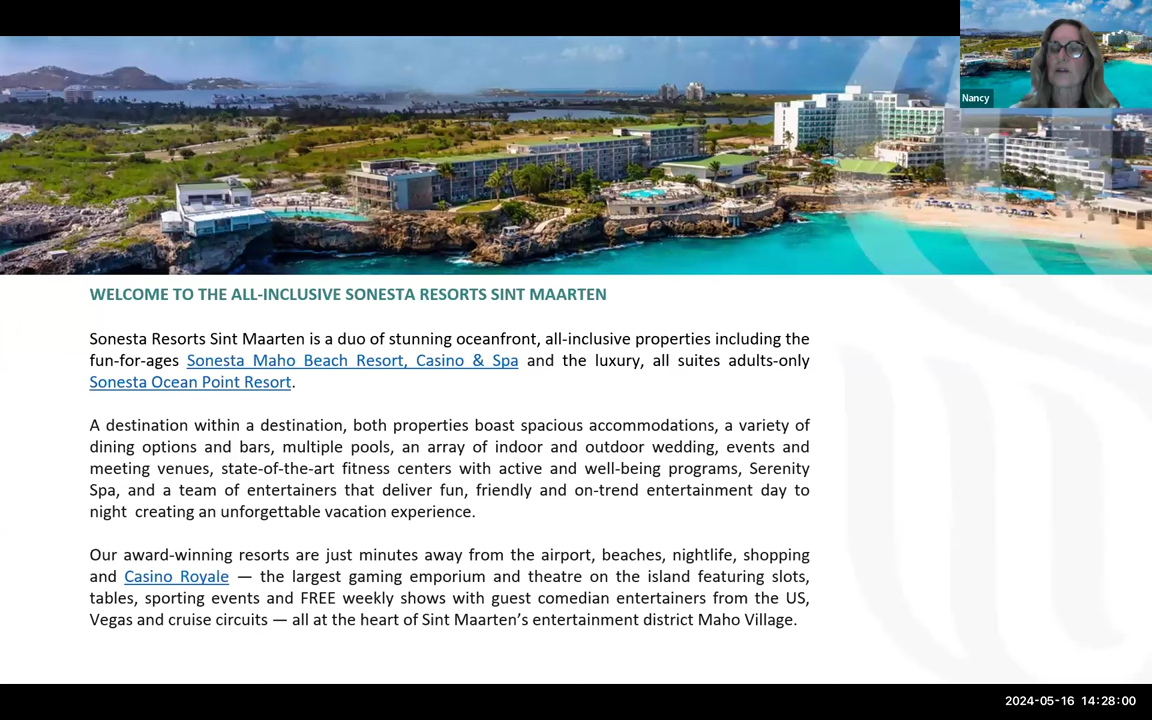 Nancy
WELCOME TO THE ALL-INCLUSIVE SONESTA RESORTS SINT MAARTEN
Sonesta Resorts Sint Maarten is a duo of stunning oceanfront, all-inclusive properties including the
fun-for-ages Sonesta Maho Beach Resort, Casino & Spa and the luxury, all suites adults-only
Sonesta Ocean Point Resort.
A destination within a destination, both properties boast spacious accommodations, a variety of
dining options and bars, multiple pools, an array of indoor and outdoor wedding, events and
meeting venues, state-of-the-art fitness centers with active and well-being programs, Serenity
Spa, and a team of entertainers that deliver fun, friendly and on-trend entertainment day to
night creating an unforgettable vacation experience.
Our award-winning resorts are just minutes away from the airport, beaches, nightlife, shopping
and Casino Royale — the largest gaming emporium and theatre on the island featuring slots,
tables, sporting events and FREE weekly shows with guest comedian entertainers from the US,
Vegas and cruise circuits — all at the heart of Sint Maarten’s entertainment district Maho Village.
2024-05-16 14:28:00